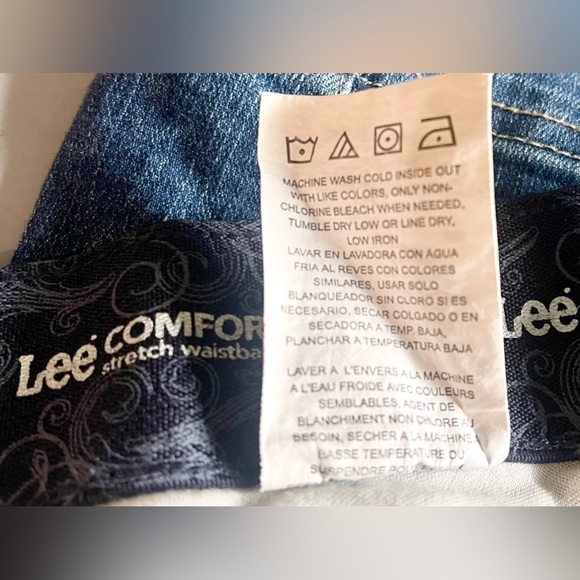 MACHINE WASH COLD INSIDE OUT
WITH LIKE COLORS, ONLY NON-
CHLORINE BLEACH WHEN NEEDED,
TUMBLE DRY LOW OR LINE DRY,
LOW IRON
LAVAR EN LAVADORA CON AGUA
FRIA AL REVES CON COLORES
SIMILARES, USAR SOLO
BLANQUEADOR SIN CLORO SI ES
NECESARIO, SECAR COLGADO O EN
SECADORA A TEMP. BAJA,
PLANCHAR A TEMPERATURA BAJA
LAVER A L'ENVERS A LA MACHINE
A L'EAU FROIDE AVEC COULEURS
SEMBLABLES, AGENT DE
BLANCHIMENT NON CHLORE AU
BESOIN, SECHER A LA MACHINE
BASSE TEMPERATURE OU
SUSPENDRE
Lee COMFOR
stretch waistba
Lee